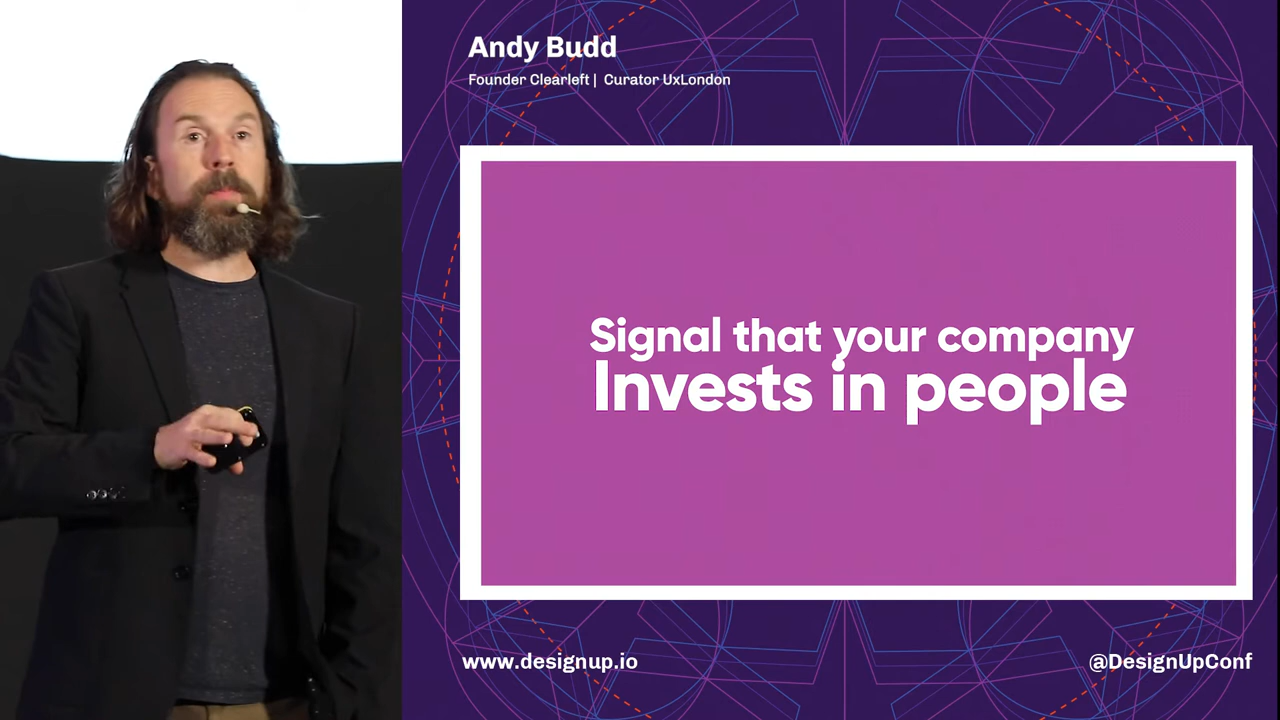 Andy Budd
Founder Clearleft | Curator UxLondon
Signal that your company
Invests in people
www.designup.io
@DesignUpConf